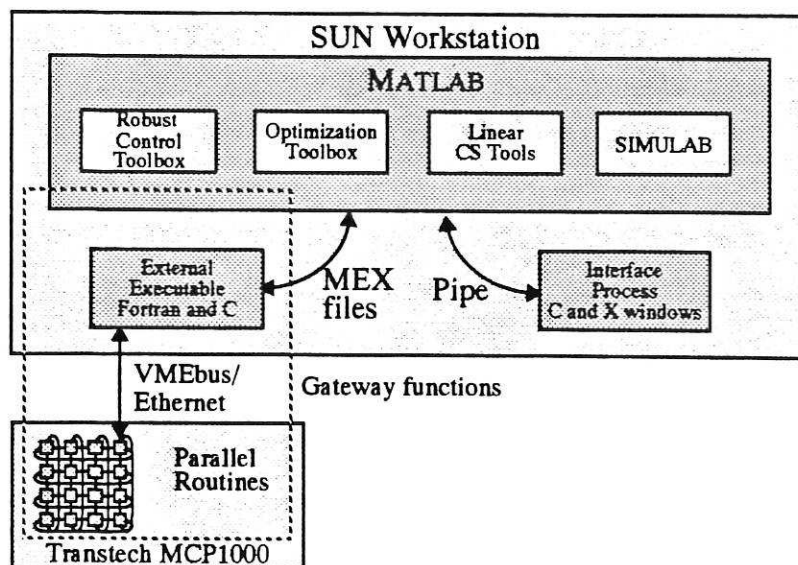 SUN Workstation
MATLAB
Robust
Control
Toolbox
Optimization
Toolbox
Linear
CS Tools
SIMULAB
External
Executable
Fortran and C
MEX
files
Pipe
Interface
Process
C and X windows
VMEbus/
Ethernet
Gateway functions
Parallel
Routines
Transtech MCP1000